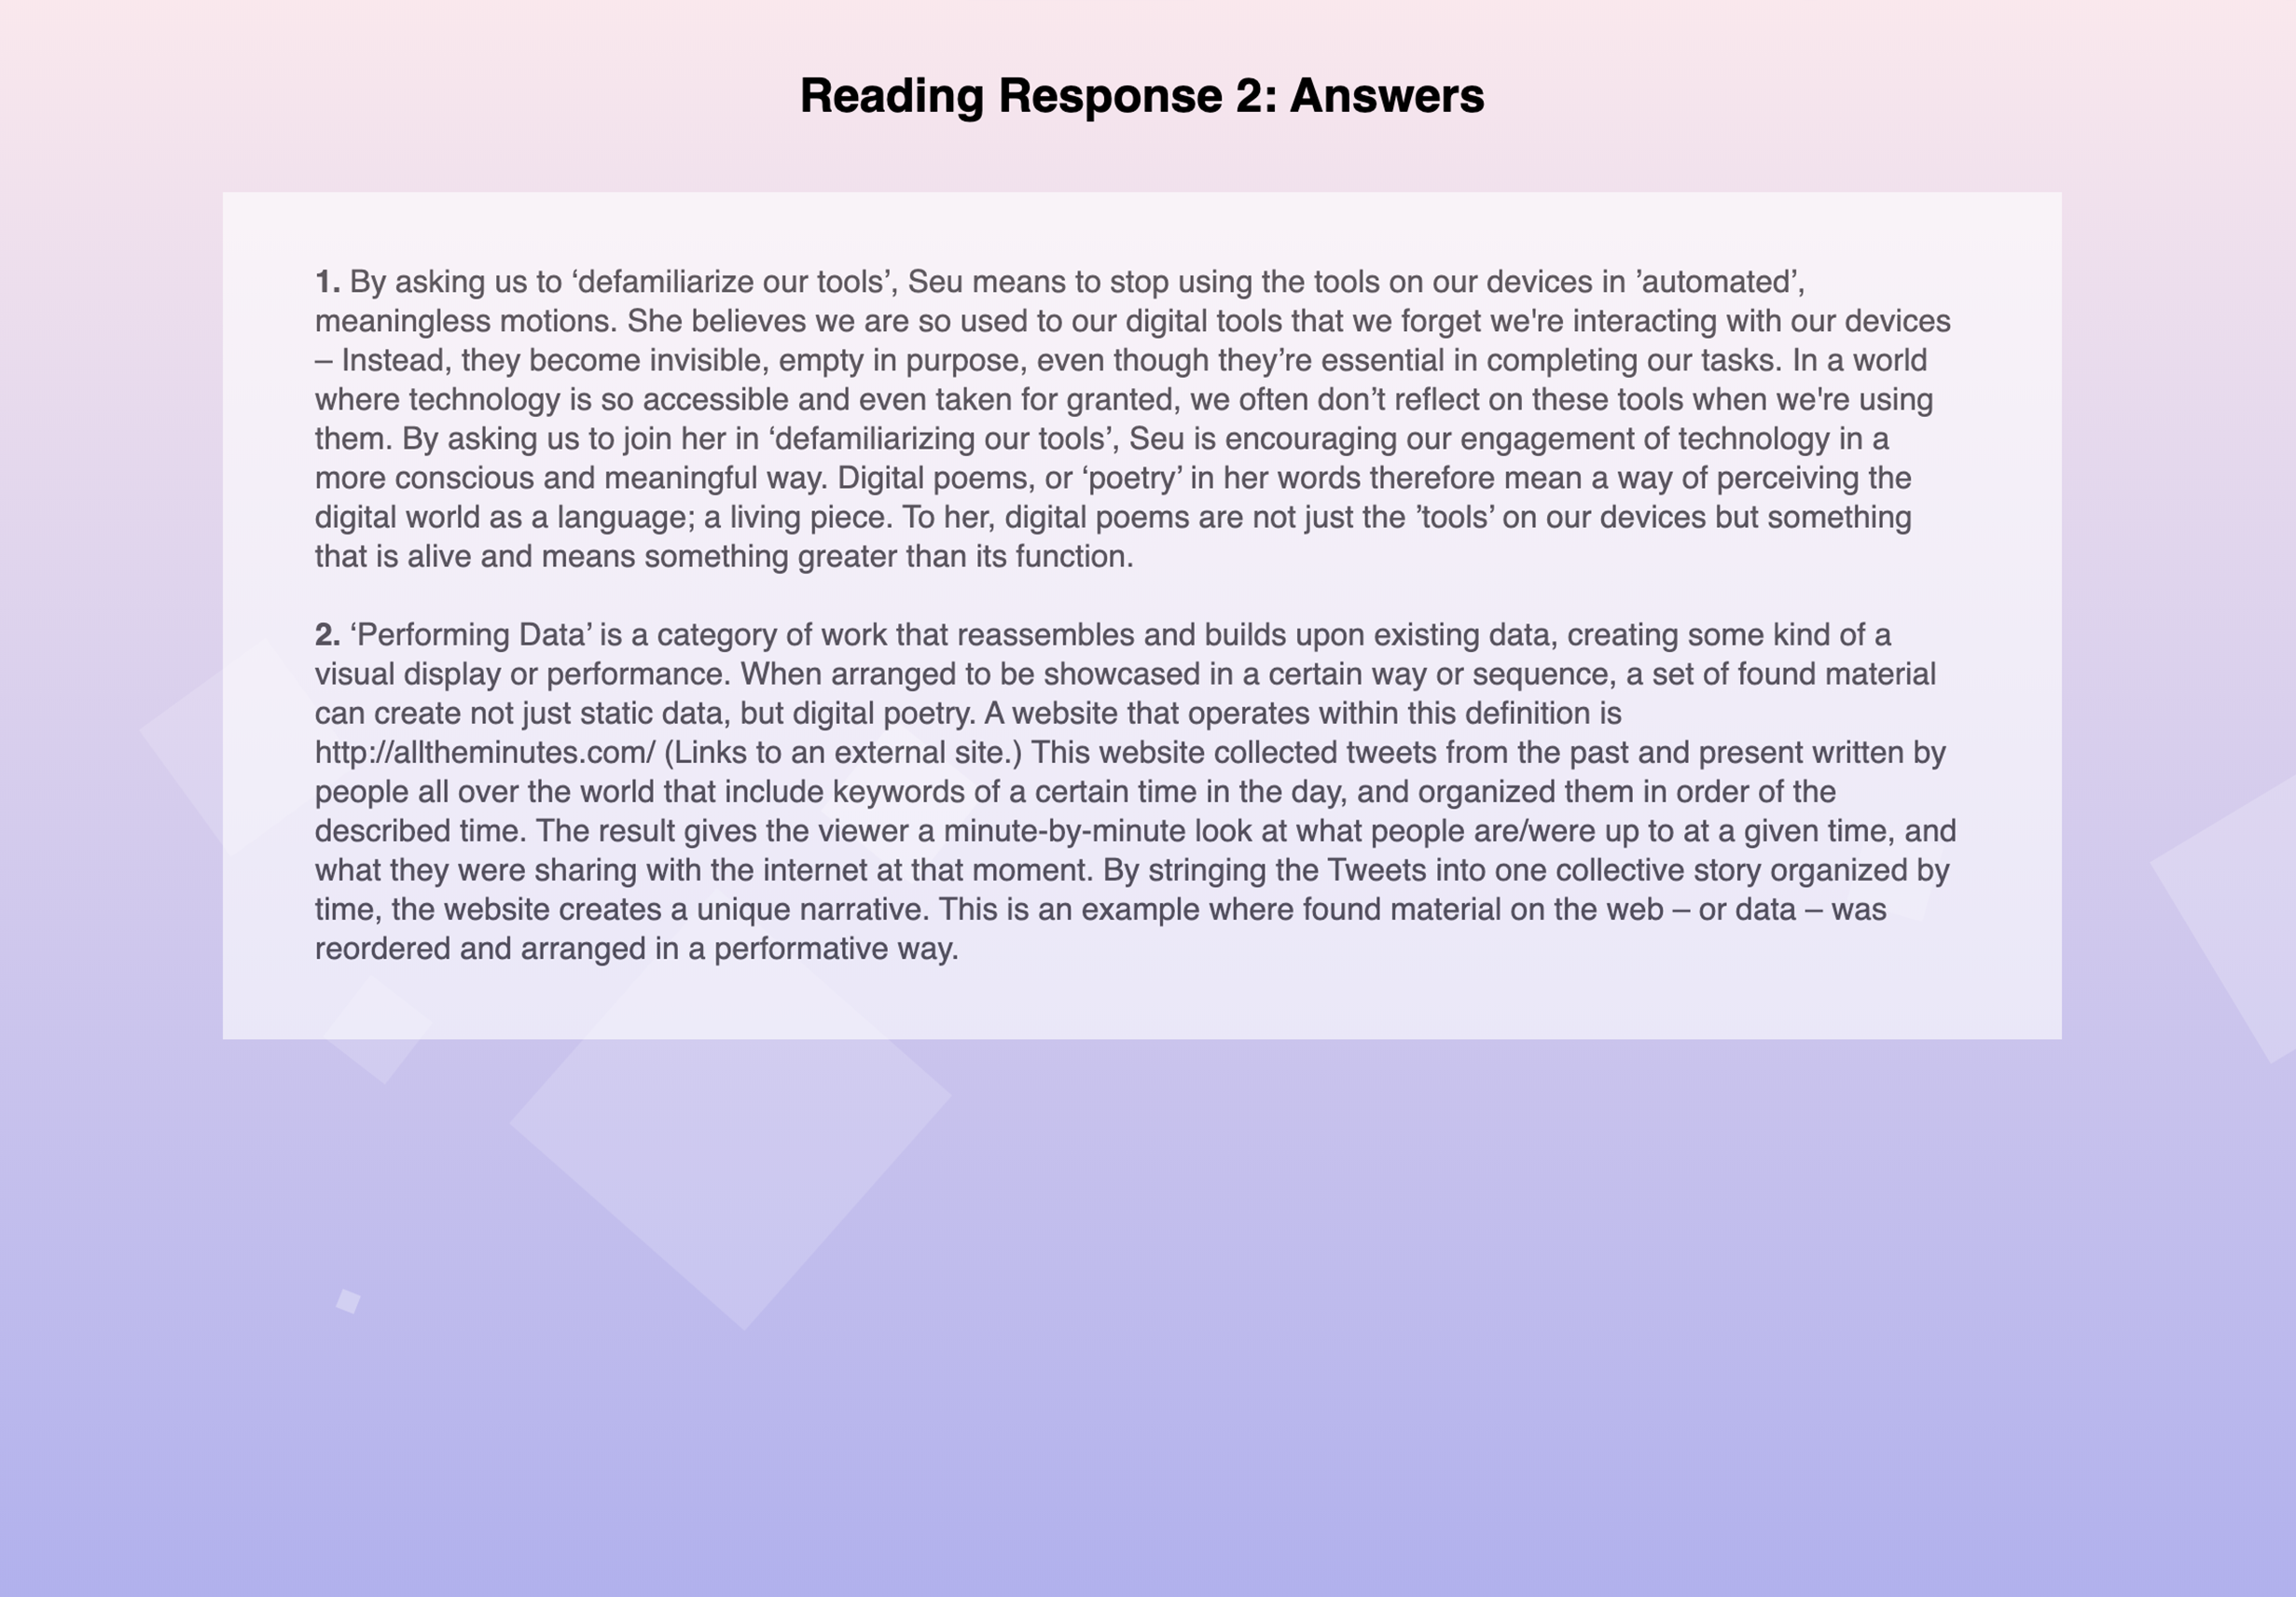 Reading Response 2: Answers
1. By asking us to ‘defamiliarize our tools’, Seu means to stop using the tools on our devices in ’automated’,
meaningless motions. She believes we are so used to our digital tools that we forget we're interacting with our devices
– Instead, they become invisible, empty in purpose, even though they’re essential in completing our tasks. In a world
where technology is so accessible and even taken for granted, we often don’t reflect on these tools when we're using
them. By asking us to join her in ‘defamiliarizing our tools’, Seu is encouraging our engagement of technology in a
more conscious and meaningful way. Digital poems, or ‘poetry’ in her words therefore mean a way of perceiving the
digital world as a language; a living piece. To her, digital poems are not just the ’tools’ on our devices but something
that is alive and means something greater than its function.
2. ‘Performing Data’ is a category of work that reassembles and builds upon existing data, creating some kind of a
visual display or performance. When arranged to be showcased in a certain way or sequence, a set of found material
can create not just static data, but digital poetry. A website that operates within this definition is
http://alltheminutes.com/ (Links to an external site.) This website collected tweets from the past and present written by
people all over the world that include keywords of a certain time in the day, and organized them in order of the
described time. The result gives the viewer a minute-by-minute look at what people are/were up to at a given time, and
what they were sharing with the internet at that moment. By stringing the Tweets into one collective story organized by
time, the website creates a unique narrative. This is an example where found material on the web – or data – was
reordered and arranged in a performative way.